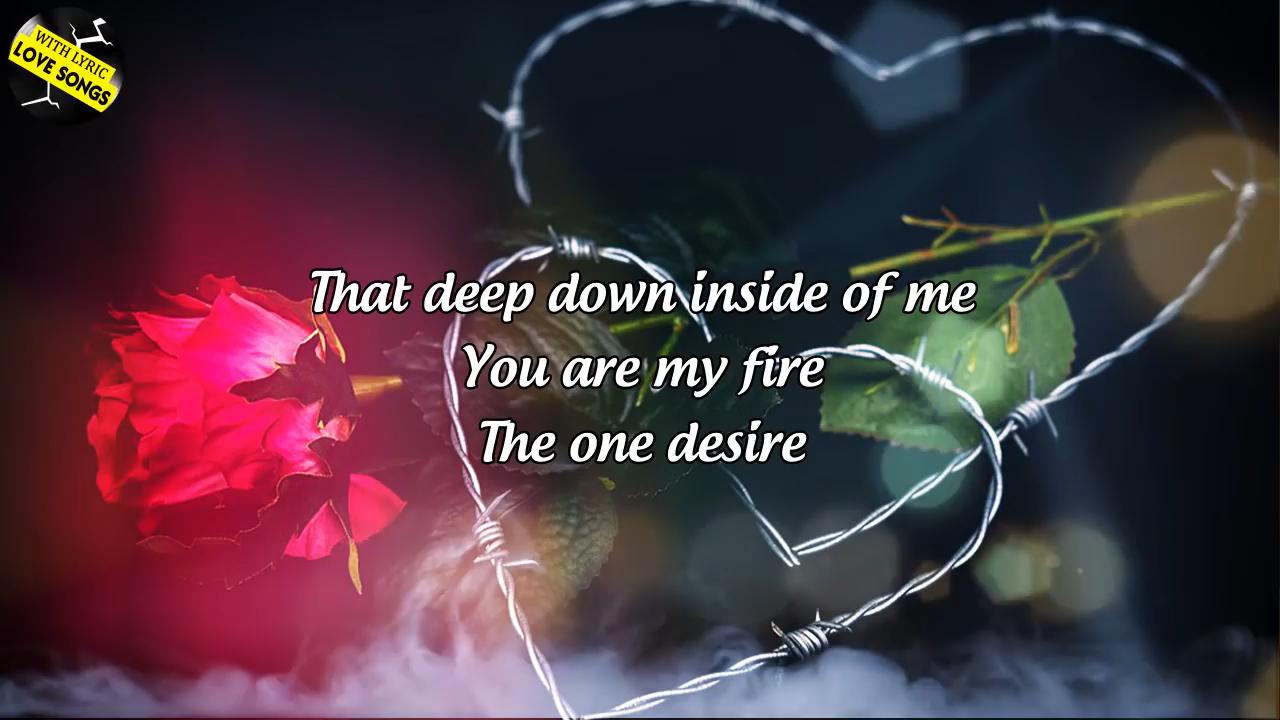 WITH LYRIC
LOVE SONGS
That deep down inside of me
You are my fire
The one desire